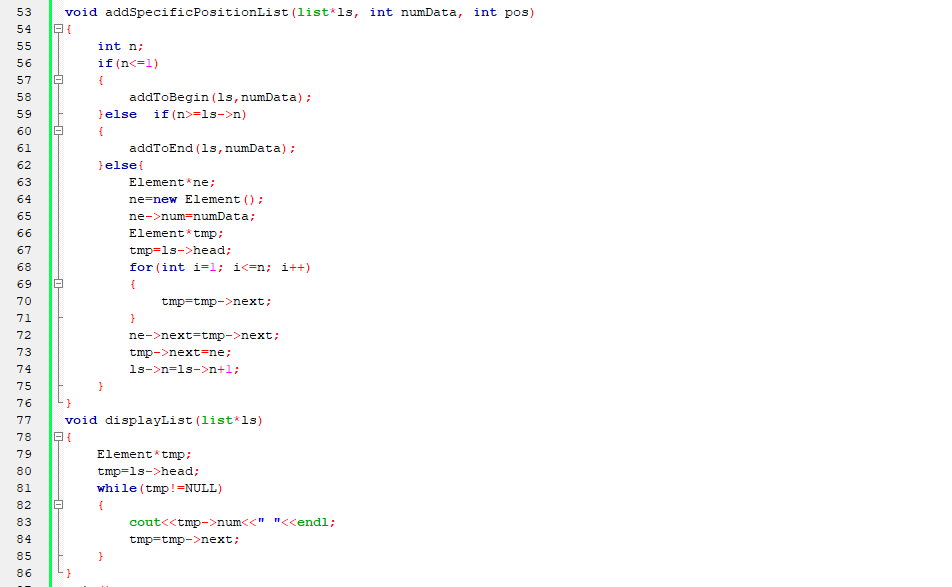 53 void addSpecificPositionList(list*ls, int numData, int pos)
54 {
55     int n;
56     if(n<=1)
57     {
58         addToBegin(ls,numData);
59     }else  if(n>=ls->n)
60     {
61         addToEnd(ls,numData);
62     }else{
63         Element*ne;
64         ne=new Element();
65         ne->num=numData;
66         Element*tmp;
67         tmp=ls->head;
68         for(int i=1; i<=n; i++)
69         {
70             tmp=tmp->next;
71         }
72         ne->next=tmp->next;
73         tmp->next=ne;
74         ls->n=ls->n+1;
75     }
76 }
77 void displayList(list*ls)
78 {
79     Element*tmp;
80     tmp=ls->head;
81     while(tmp!=NULL)
82     {
83         cout<<tmp->num<<" "<<endl;
84         tmp=tmp->next;
85     }
86 }